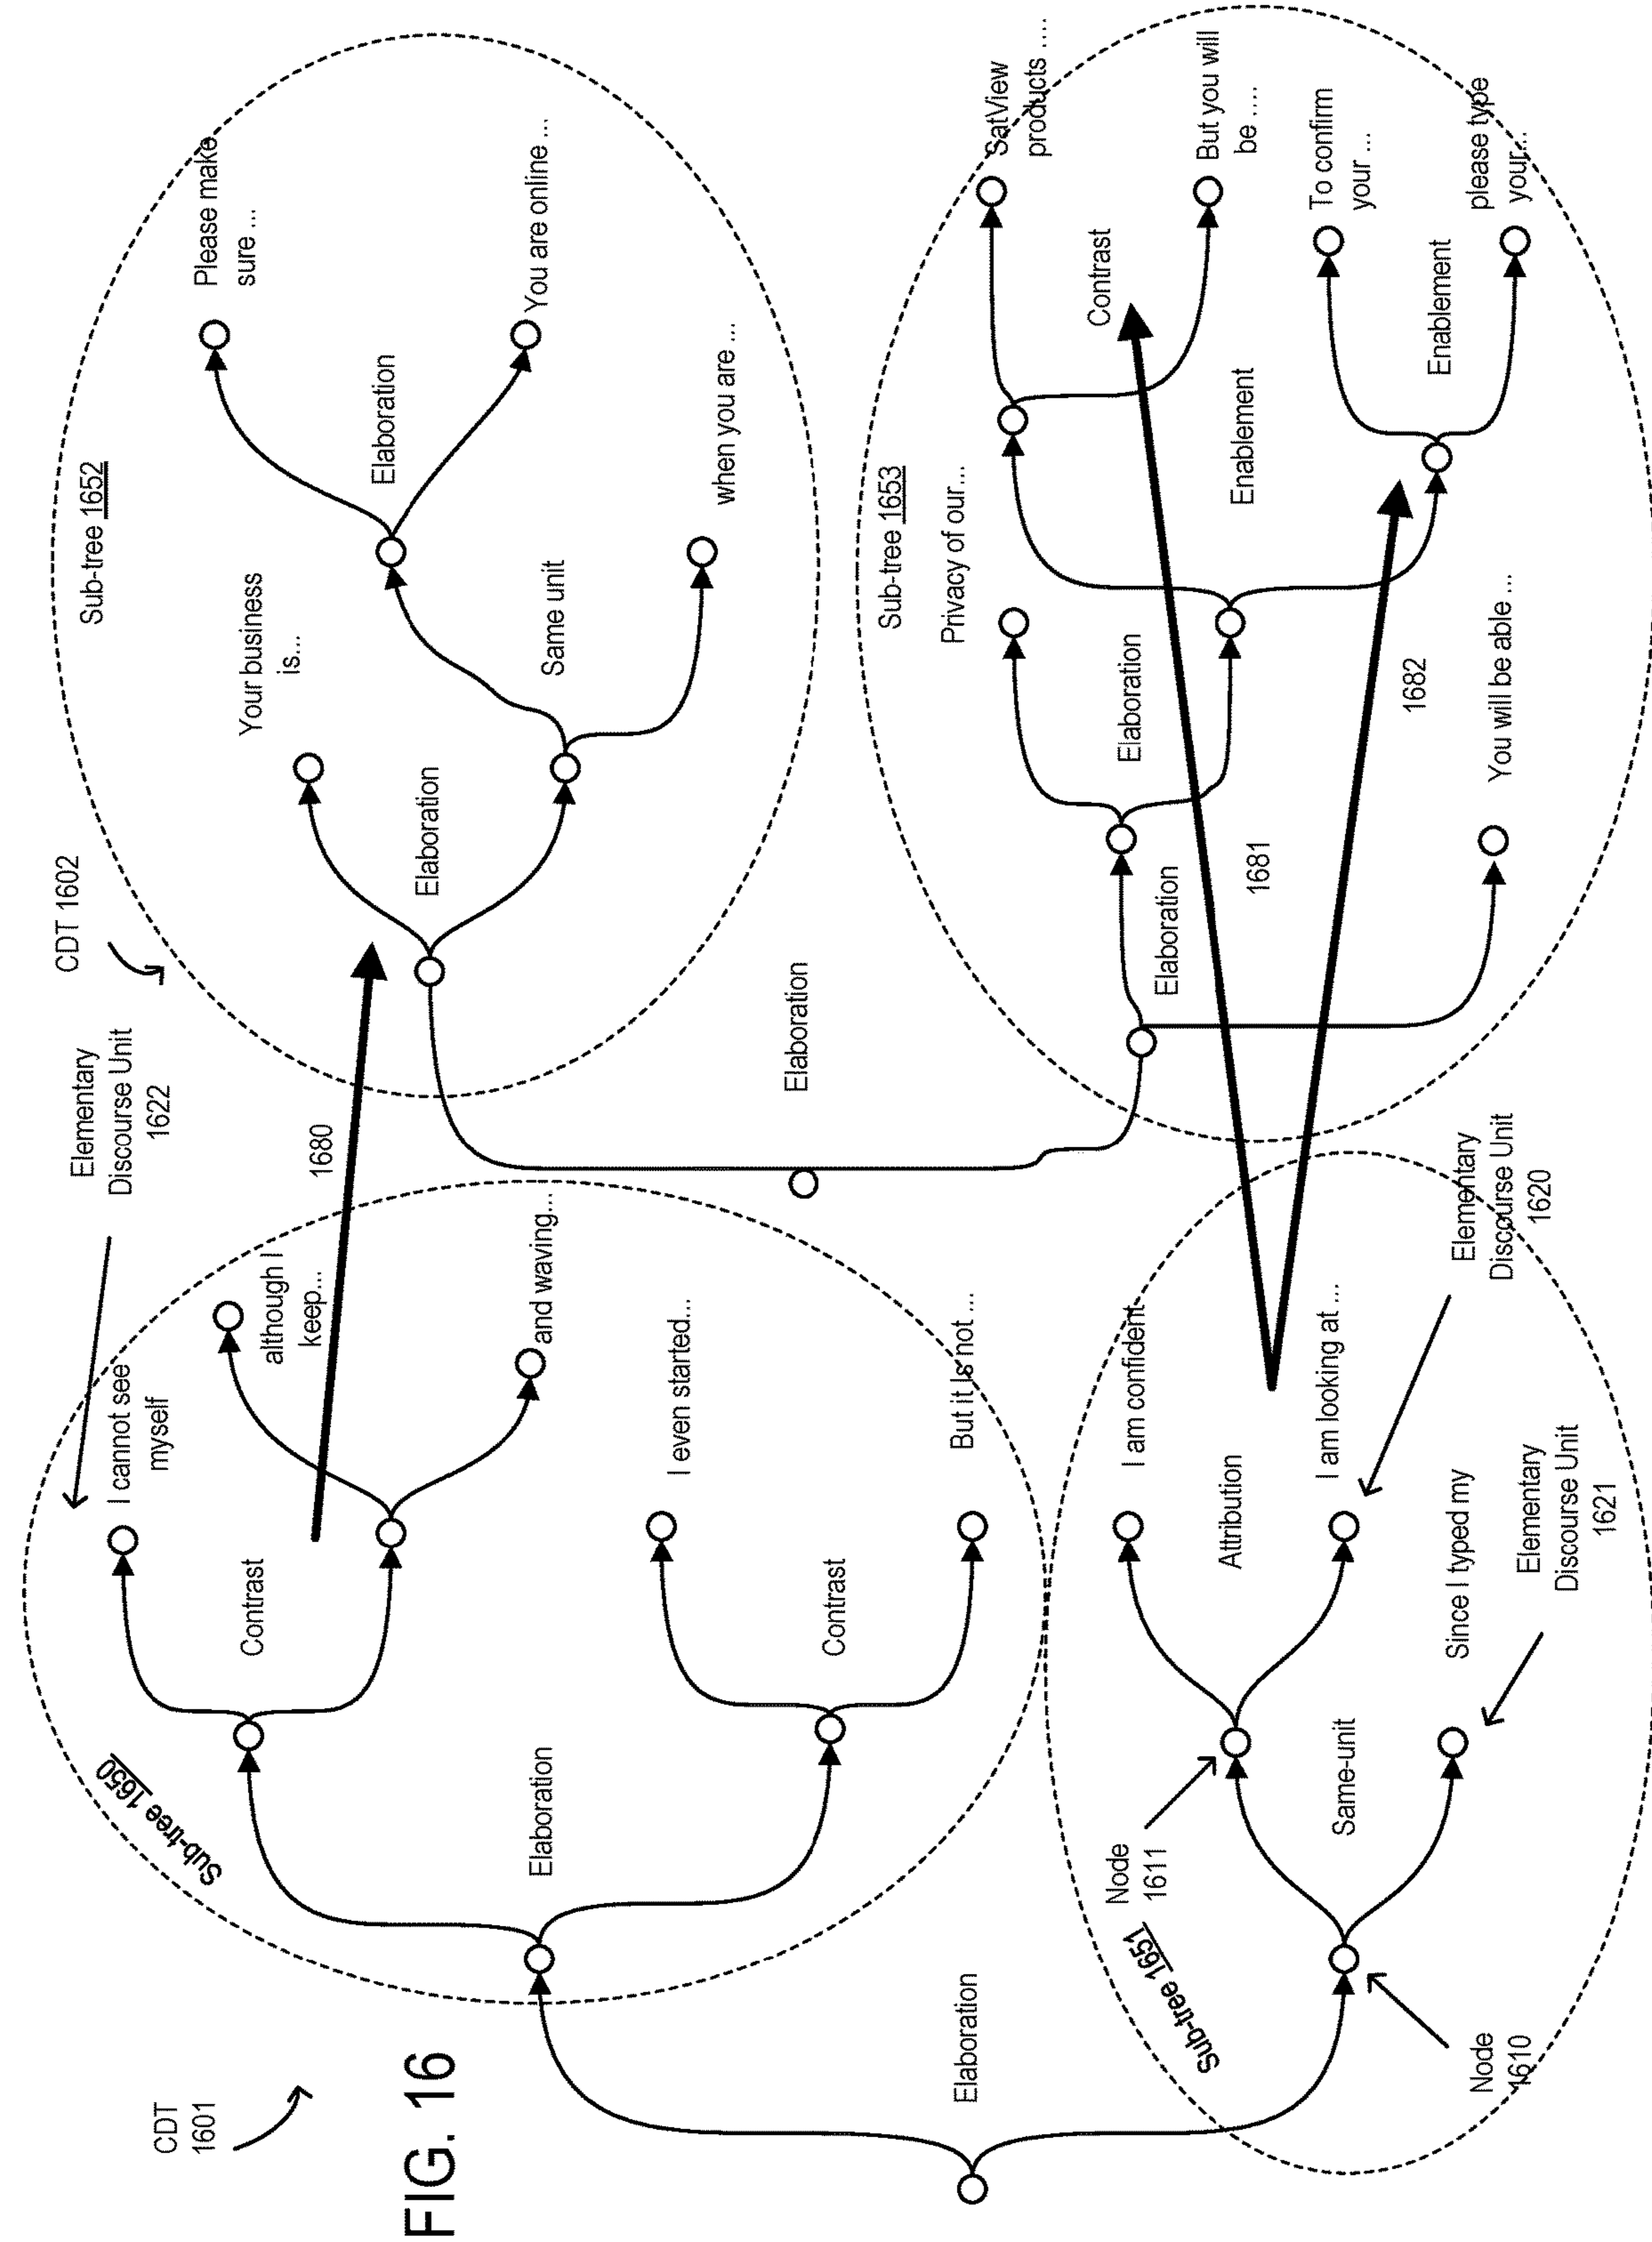 FIG. 16
CDT
1601
Elaboration
Sub-tree 1650
Elaboration
Contrast
I cannot see
myself
although I
keep...
and waving...
Contrast
I even started...
But it Is not ...
Elementary
Discourse Unit
1622
Sub-tree 1651
Node
1610
Node
1611
Same-unit
Attribution
I am confident
I am looking at ...
Since I typed my
Elementary
Discourse Unit
1620
Elementary
Discourse Unit
1621
1680
CDT 1602
Elaboration
Sub-tree 1652
Elaboration
Your business
is...
Same unit
Elaboration
Please make
sure ...
You are online ...
when you are ...
Sub-tree 1653
Elaboration
Elaboration
Privacy of our...
Enablement
Contrast
SatView
products ....
But you will
be ....
Enablement
To confirm
your ...
please type
your...
You will be able ...
1681
1682